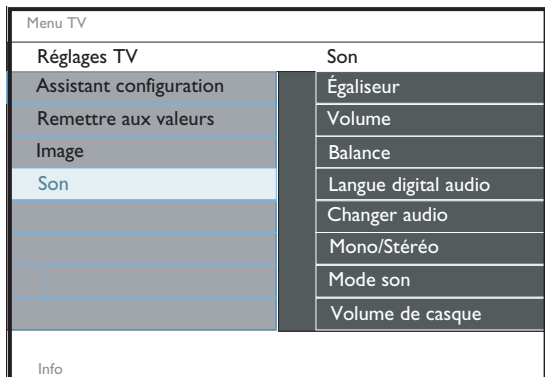 Menu TV
Réglages TV
Assistant configuration
Remettre aux valeurs
Image
Son
Son
Égaliseur
Volume
Balance
Langue digital audio
Changer audio
Mono/Stéréo
Mode son
Volume de casque
Info